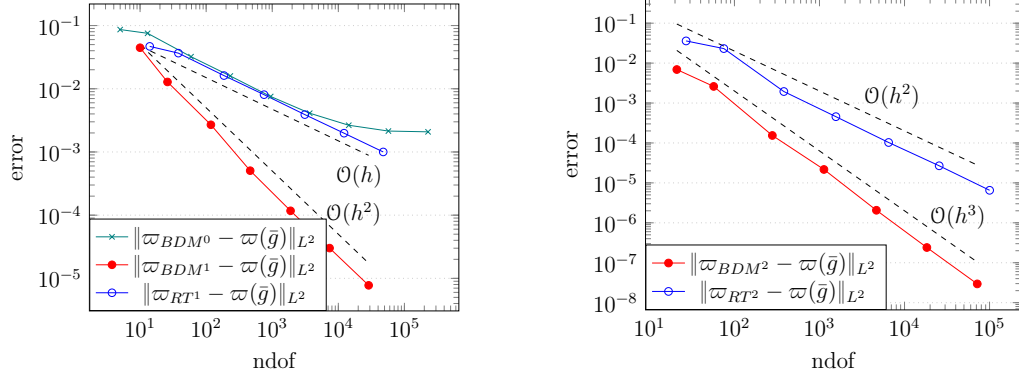 10^{-1}
10^{-2}
10^{-3}
10^{-4}
10^{-5}
error
𝒪(h)
𝒪(h^2)
‖ϖ_{BDM^0} − ϖ(ḡ)‖_{L^2}
‖ϖ_{BDM^1} − ϖ(ḡ)‖_{L^2}
‖ϖ_{RT^1} − ϖ(ḡ)‖_{L^2}
10^1 10^2 10^3 10^4 10^5
ndof
10^{-1}
10^{-2}
10^{-3}
10^{-4}
10^{-5}
10^{-6}
10^{-7}
10^{-8}
error
𝒪(h^2)
𝒪(h^3)
‖ϖ_{BDM^2} − ϖ(ḡ)‖_{L^2}
‖ϖ_{RT^2} − ϖ(ḡ)‖_{L^2}
10^1 10^2 10^3 10^4 10^5
ndof